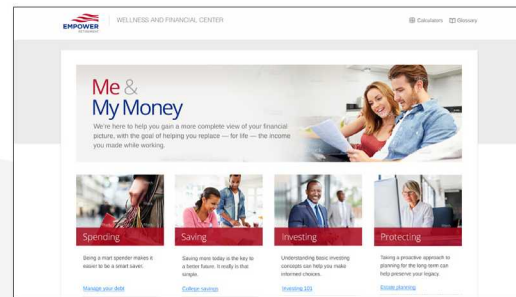 EMPOWER
RETIREMENT
WELLNESS AND FINANCIAL CENTER
Calculators
Glossary
Me &
My Money
We're here to help you gain a more complete view of your financial
picture, with the goal of helping you replace — for life — the income
you made while working.
Spending
Being a smart spender makes it
easier to be a smart saver.
Manage your debt
Saving
Saving more today is the key to
a better future. It really is that
simple.
College savings
Investing
Understanding basic investing
concepts can help you make
informed choices.
Investing 101
Protecting
Taking a proactive approach to
planning for the long term can
help preserve your legacy.
Estate planning